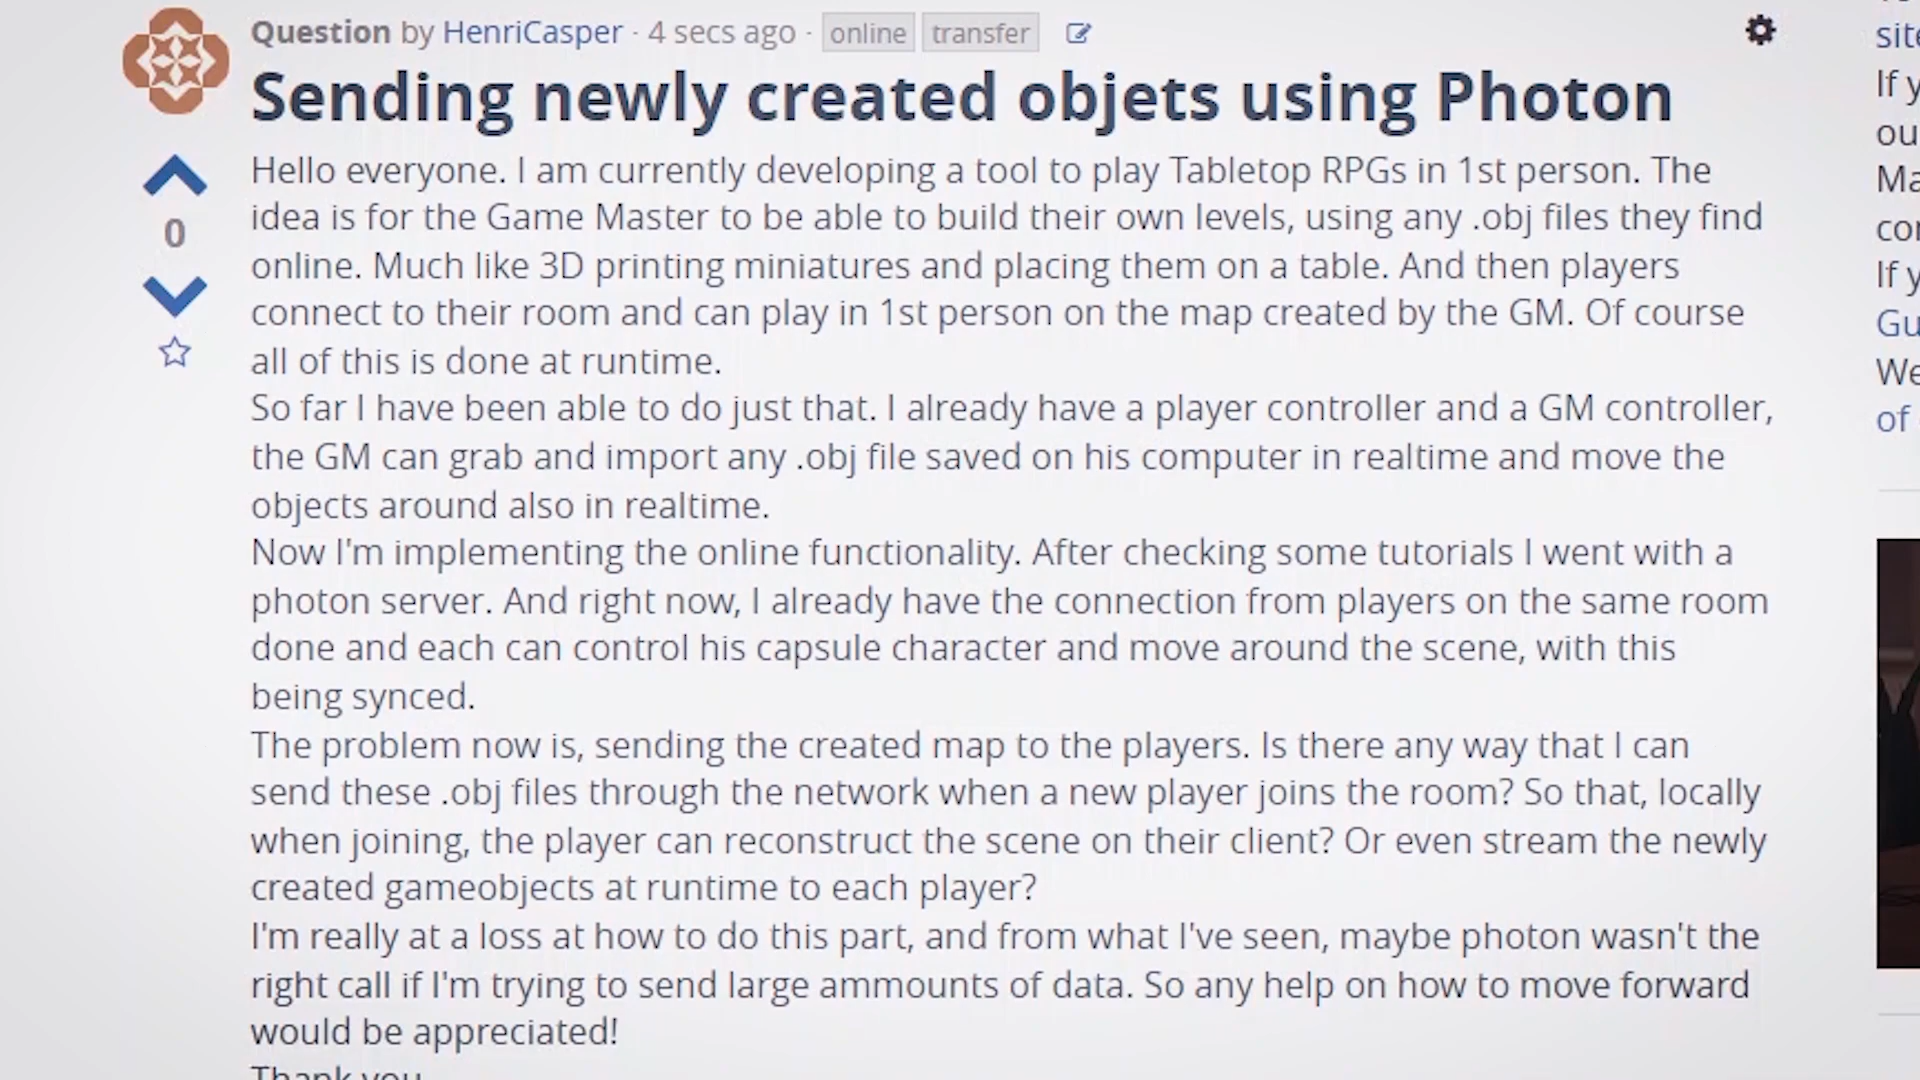 Question by HenriCasper · 4 secs ago · online transfer
Sending newly created objets using Photon
Hello everyone. I am currently developing a tool to play Tabletop RPGs in 1st person. The
idea is for the Game Master to be able to build their own levels, using any .obj files they find
online. Much like 3D printing miniatures and placing them on a table. And then players
connect to their room and can play in 1st person on the map created by the GM. Of course
all of this is done at runtime.
0
So far I have been able to do just that. I already have a player controller and a GM controller,
the GM can grab and import any .obj file saved on his computer in realtime and move the
objects around also in realtime.
Now I'm implementing the online functionality. After checking some tutorials I went with a
photon server. And right now, I already have the connection from players on the same room
done and each can control his capsule character and move around the scene, with this
being synced.
The problem now is, sending the created map to the players. Is there any way that I can
send these .obj files through the network when a new player joins the room? So that, locally
when joining, the player can reconstruct the scene on their client? Or even stream the newly
created gameobjects at runtime to each player?
I'm really at a loss at how to do this part, and from what I've seen, maybe photon wasn't the
right call if I'm trying to send large ammounts of data. So any help on how to move forward
would be appreciated!
Thank you
If
We
of